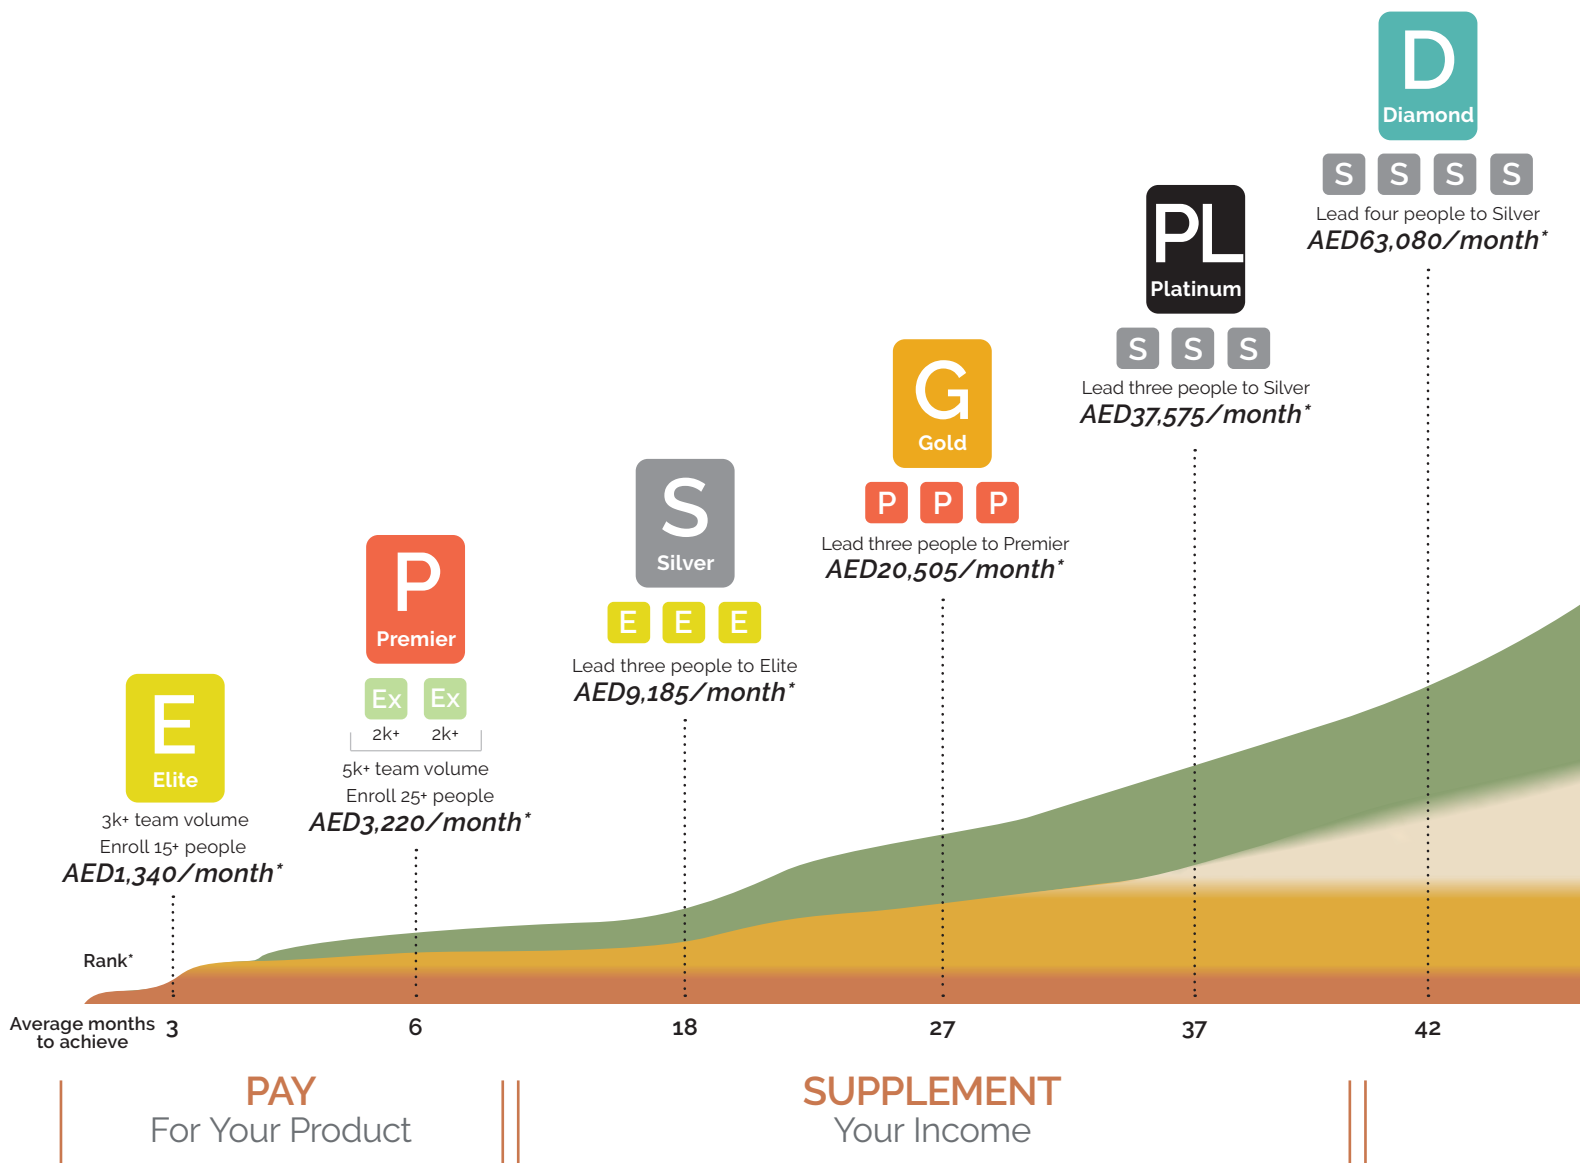 D
Diamond
S S S S
Lead four people to Silver
AED63,080/month*
PL
Platinum
S S S
Lead three people to Silver
AED37,575/month*
G
Gold
P P P
Lead three people to Premier
AED20,505/month*
S
Silver
E E E
Lead three people to Elite
AED9,185/month*
P
Premier
Ex Ex
2k+ 2k+
5k+ team volume
Enroll 25+ people
AED3,220/month*
E
Elite
3k+ team volume
Enroll 15+ people
AED1,340/month*
Rank*
Average months
to achieve
3 6 18 27 37 42
PAY
For Your Product
SUPPLEMENT
Your Income